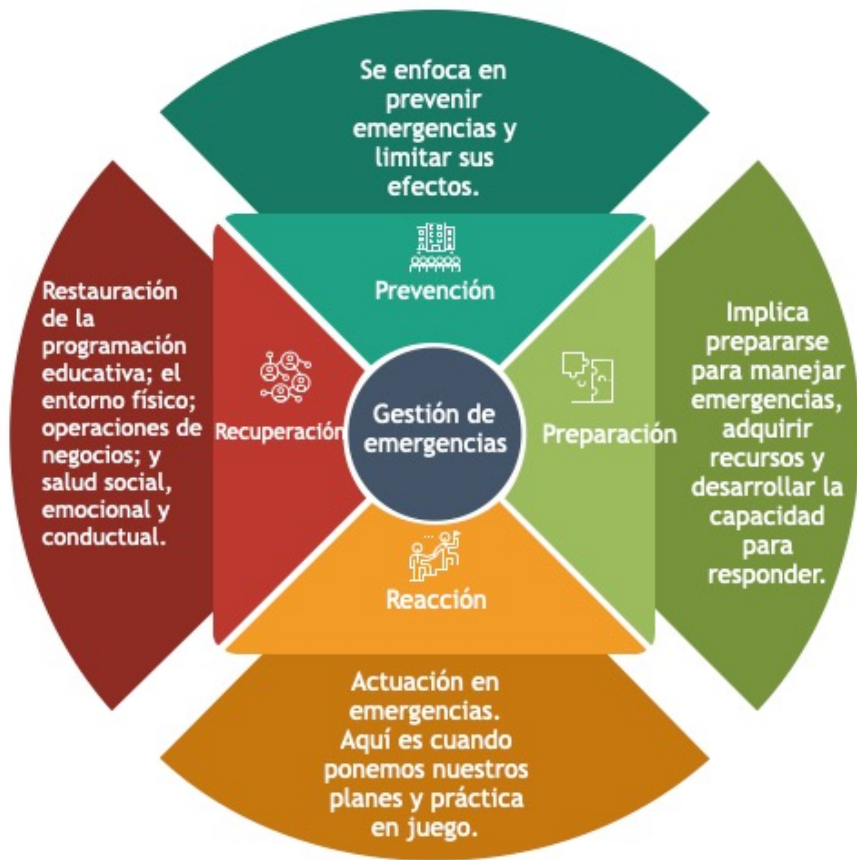 Se enfoca en
prevenir
emergencias y
limitar sus
efectos.
Prevención
Restauración
de la
programación
educativa; el
entorno físico;
operaciones de
negocios; y
salud social,
emocional y
conductual.
Recuperación
Gestión de
emergencias
Preparación
Implica
prepararse
para manejar
emergencias,
adquirir
recursos y
desarrollar la
capacidad
para
responder.
Reacción
Actuación en
emergencias.
Aquí es cuando
ponemos nuestros
planes y práctica
en juego.